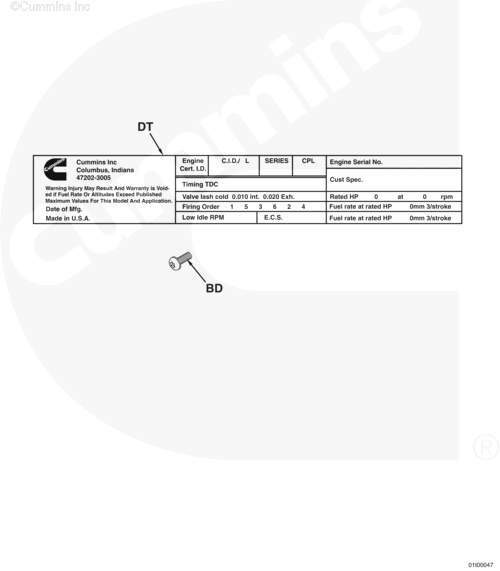 ©Cummins Inc
Cummins
DT
Cummins
Cummins Inc
Columbus, Indiana
47202-3005
Warning Injury May Result And Warranty is Void-
ed if Fuel Rate Or Altitudes Exceed Published
Maximum Values For This Model And Application.
Date of Mfg.
Made in U.S.A.
Engine C.I.D./ L SERIES CPL
Cert. I.D.
Timing TDC
Valve lash cold 0.010 int. 0.020 Exh.
Firing Order 1 5 3 6 2 4
Low Idle RPM E.C.S.
Engine Serial No.
Cust Spec.
Rated HP 0 at 0 rpm
Fuel rate at rated HP 0mm 3/stroke
Fuel rate at rated HP 0mm 3/stroke
BD
®
01t00047